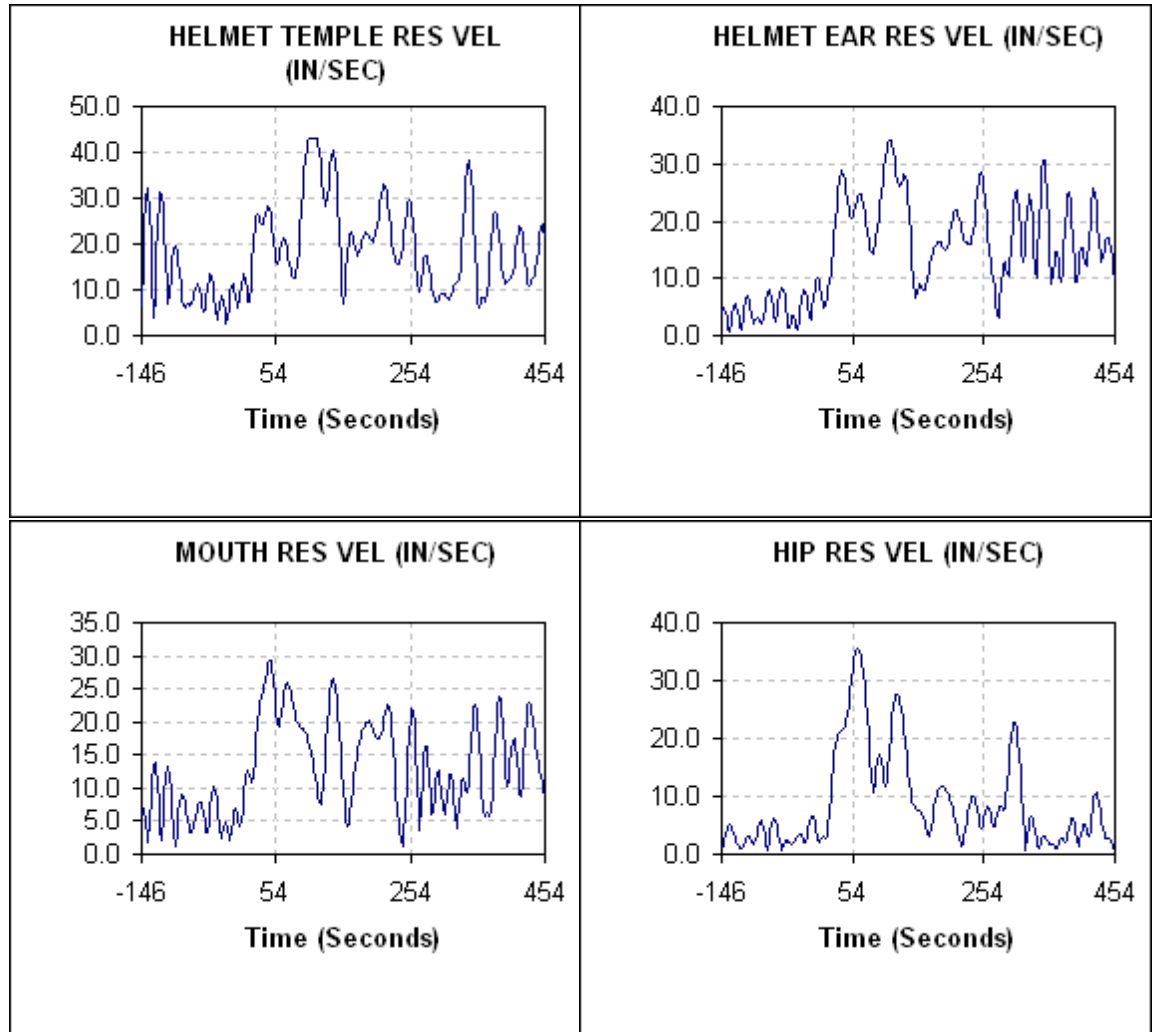 HELMET TEMPLE RES VEL
(IN/SEC)
50.0
40.0
30.0
20.0
10.0
0.0
-146 54 254 454
Time (Seconds)
HELMET EAR RES VEL (IN/SEC)
40.0
30.0
20.0
10.0
0.0
-146 54 254 454
Time (Seconds)
MOUTH RES VEL (IN/SEC)
35.0
30.0
25.0
20.0
15.0
10.0
5.0
0.0
-146 54 254 454
Time (Seconds)
HIP RES VEL (IN/SEC)
40.0
30.0
20.0
10.0
0.0
-146 54 254 454
Time (Seconds)